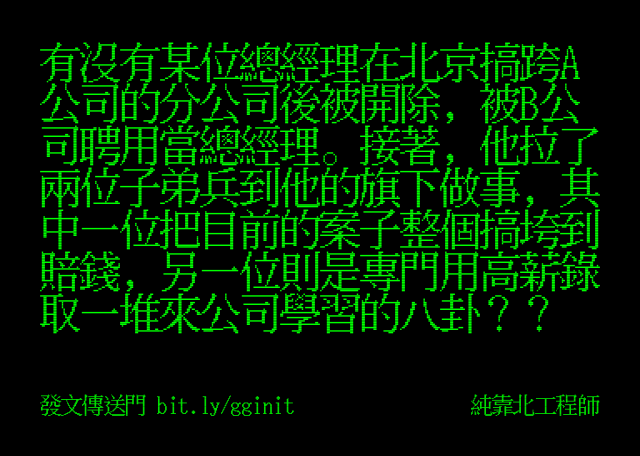 有沒有某位總經理在北京搞跨A
公司的分公司後被開除，被B公
司聘用當總經理。接著，他拉了
兩位子弟兵到他的旗下做事，其
中一位把目前的案子整個搞垮到
賠錢，另一位則是專門用高薪錄
取一堆來公司學習的八卦？？
發文傳送門 bit.ly/gginit
純靠北工程師